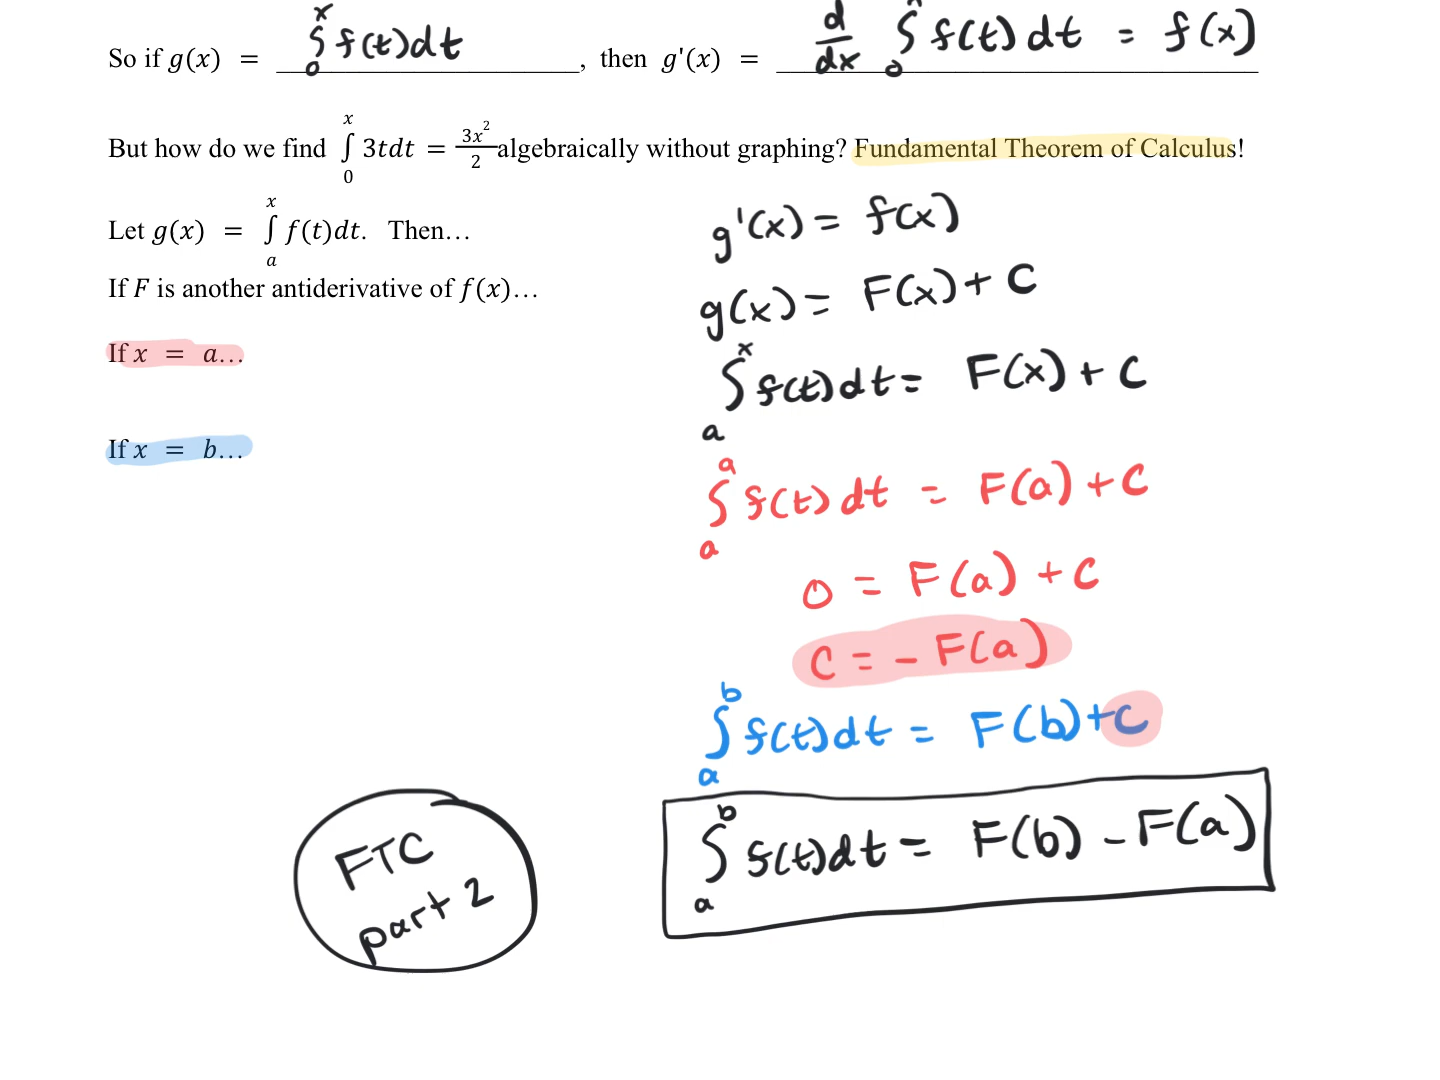 So if g(x) = ∫₀ˣ f(t)dt, then g'(x) = d/dx ∫₀ f(t) dt = f(x)
But how do we find ∫₀ˣ 3tdt = 3x²/2 algebraically without graphing? Fundamental Theorem of Calculus!
Let g(x) = ∫ₐˣ f(t)dt. Then...
g'(x) = f(x)
If F is another antiderivative of f(x)...
g(x) = F(x) + C
If x = a...
∫ₐˣ f(t)dt = F(x) + C
If x = b...
∫ₐᵃ f(t) dt = F(a) + C
0 = F(a) + C
C = - F(a)
∫ₐᵇ f(t)dt = F(b) + C
FTC
part 2
∫ₐᵇ f(t)dt = F(b) - F(a)